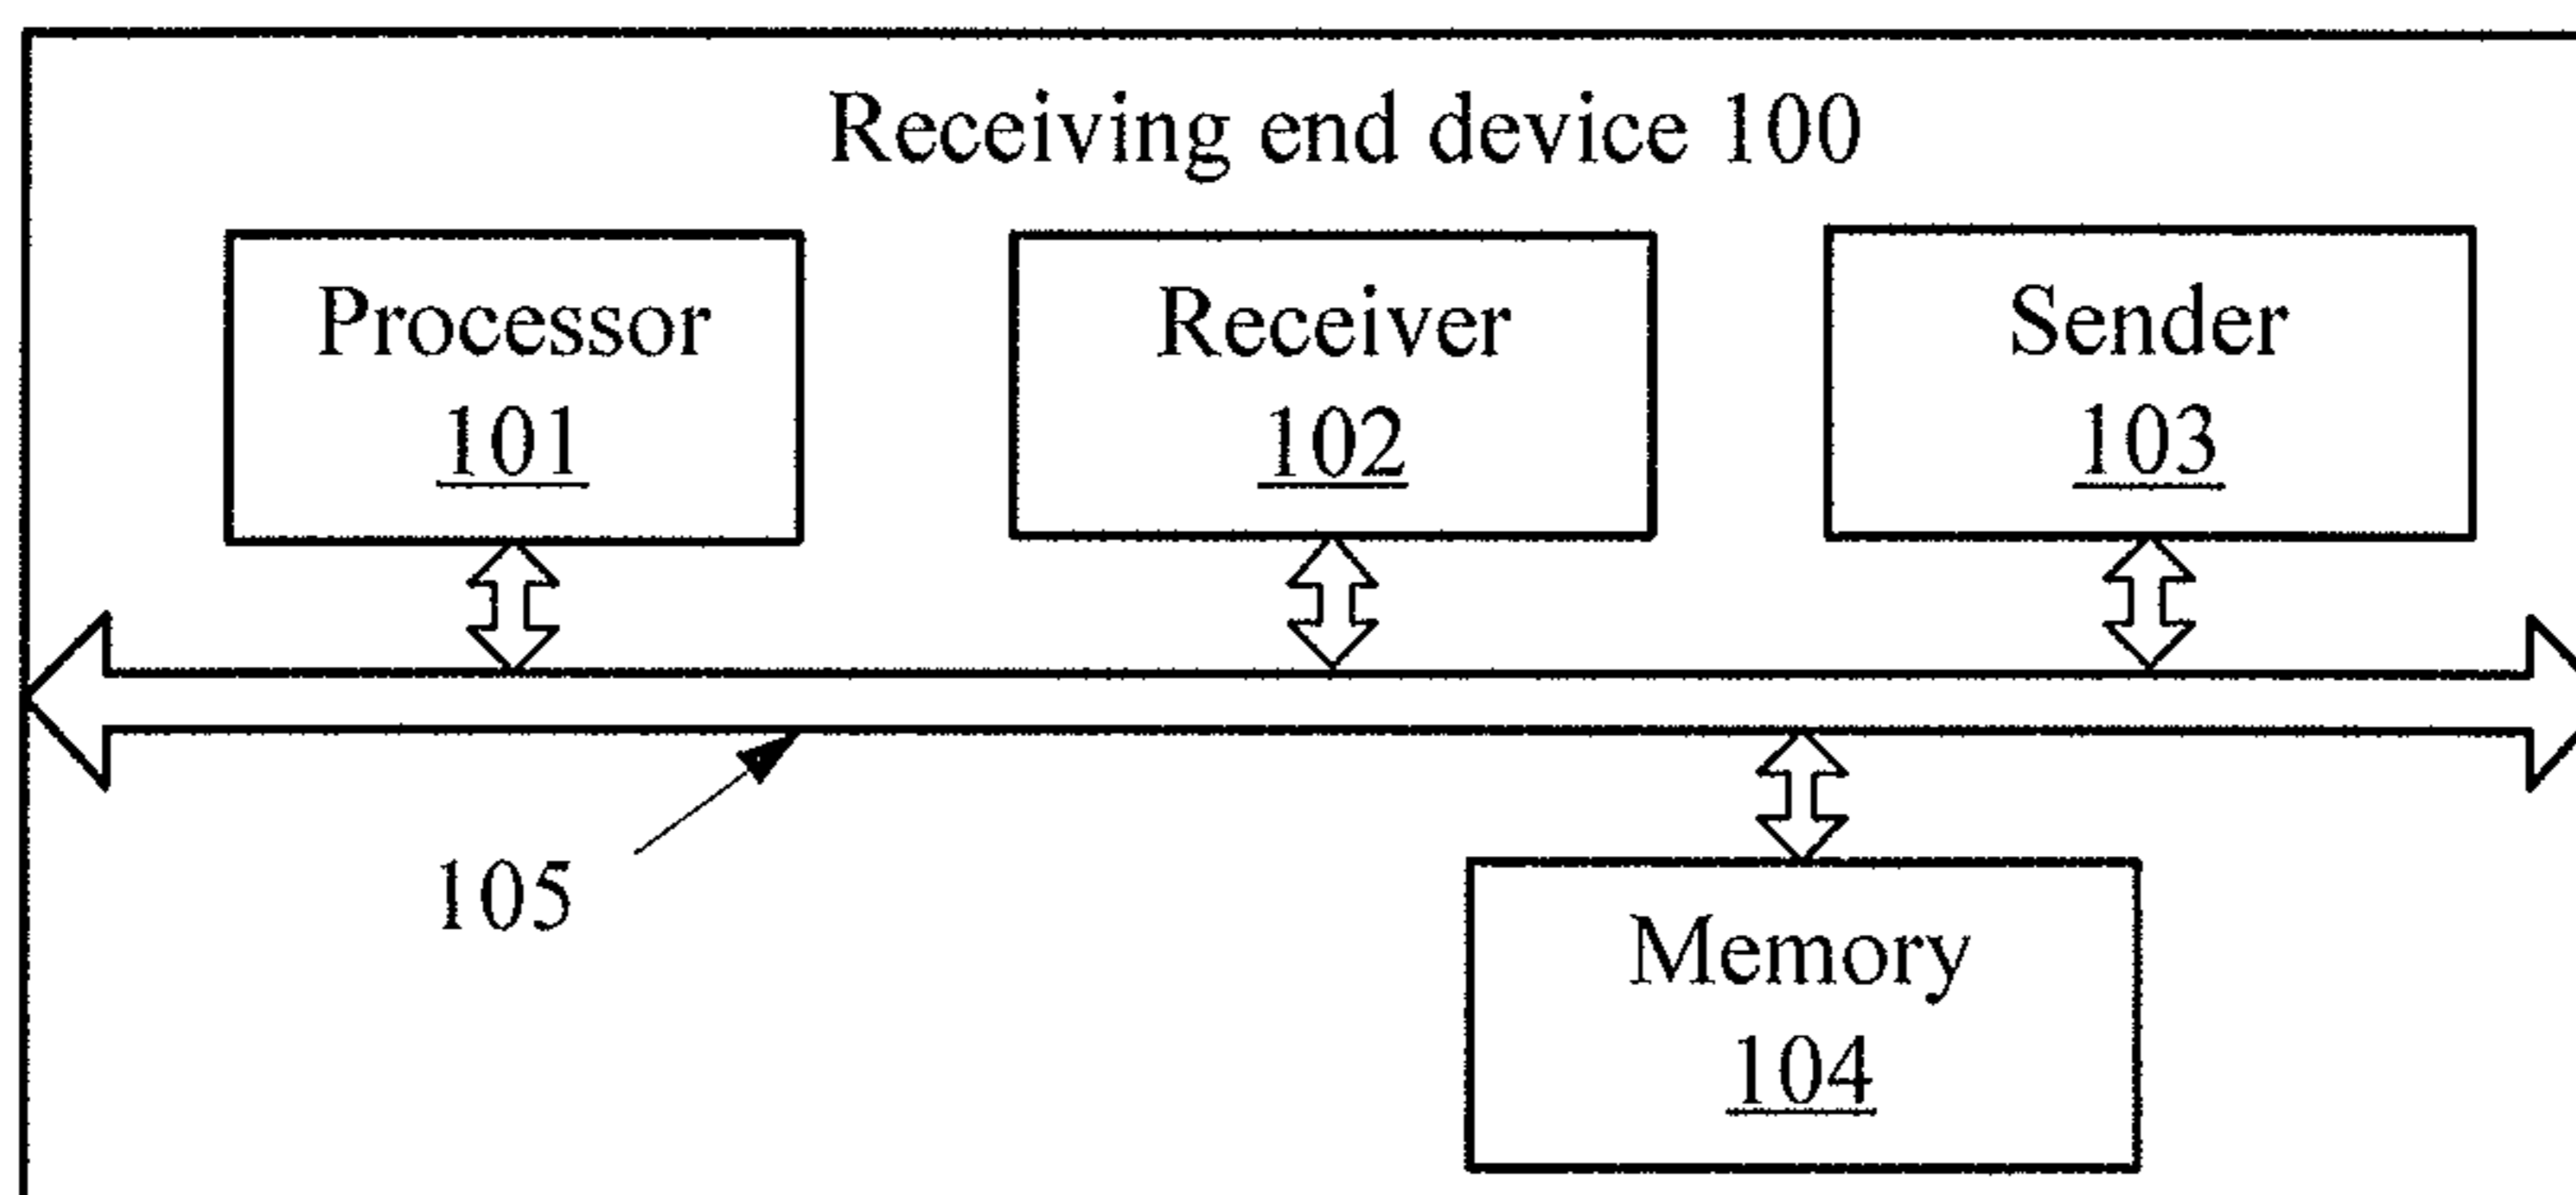 Receiving end device 100
Processor
101
Receiver
102
Sender
103
105
Memory
104